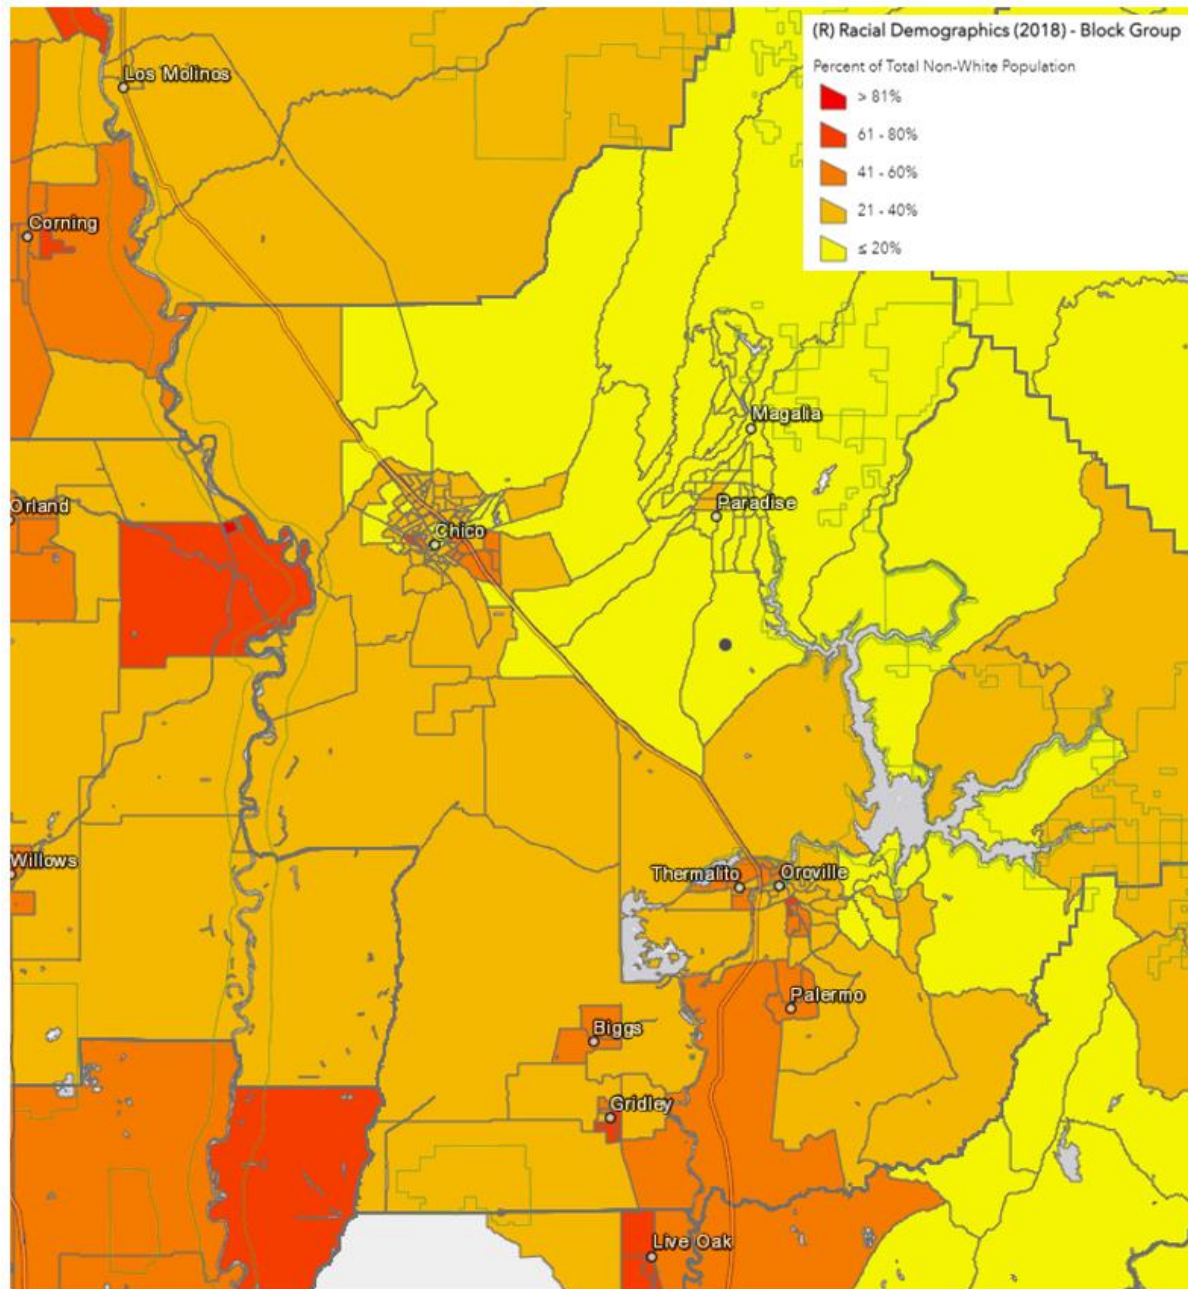 (R) Racial Demographics (2018) - Block Group
Percent of Total Non-White Population
> 81%
61 - 80%
41 - 60%
21 - 40%
≤ 20%
Los Molinos
Corning
Magalia
Orland
Paradise
Chico
Willows
Thermalito
Oroville
Palermo
Biggs
Gridley
Live Oak